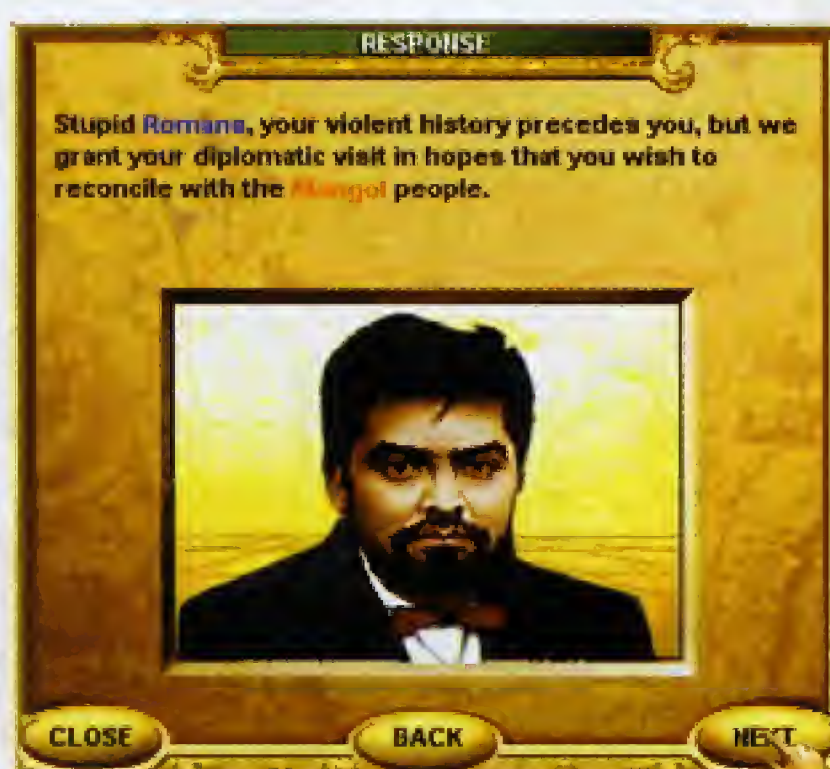 RESPONSE
Stupid Romans, your violent history precedes you, but we
grant your diplomatic visit in hopes that you wish to
reconcile with the Mongol people.
CLOSE
BACK
NEXT